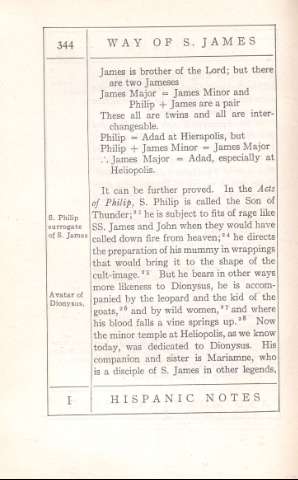 344
WAY OF S. JAMES
James is brother of the Lord; but there
are two Jameses
James Major = James Minor and
Philip + James are a pair
These all are twins and all are inter-
changeable.
Philip = Adad at Hierapolis, but
Philip + James Minor = James Major
∴ James Major = Adad, especially at
Heliopolis.
It can be further proved. In the Acts
of Philip, S. Philip is called the Son of
Thunder;²³ he is subject to fits of rage like
SS. James and John when they would have
called down fire from heaven;²⁴ he directs
the preparation of his mummy in wrappings
that would bring it to the shape of the
cult-image.²⁵ But he bears in other ways
more likeness to Dionysus, he is accom-
panied by the leopard and the kid of the
goats,²⁶ and by wild women,²⁷ and where
his blood falls a vine springs up.²⁸ Now
the minor temple at Heliopolis, as we know
today, was dedicated to Dionysus. His
companion and sister is Mariamne, who
is a disciple of S. James in other legends,
S. Philip
surrogate
of S. James
Avatar of
Dionysus,
I
HISPANIC NOTES